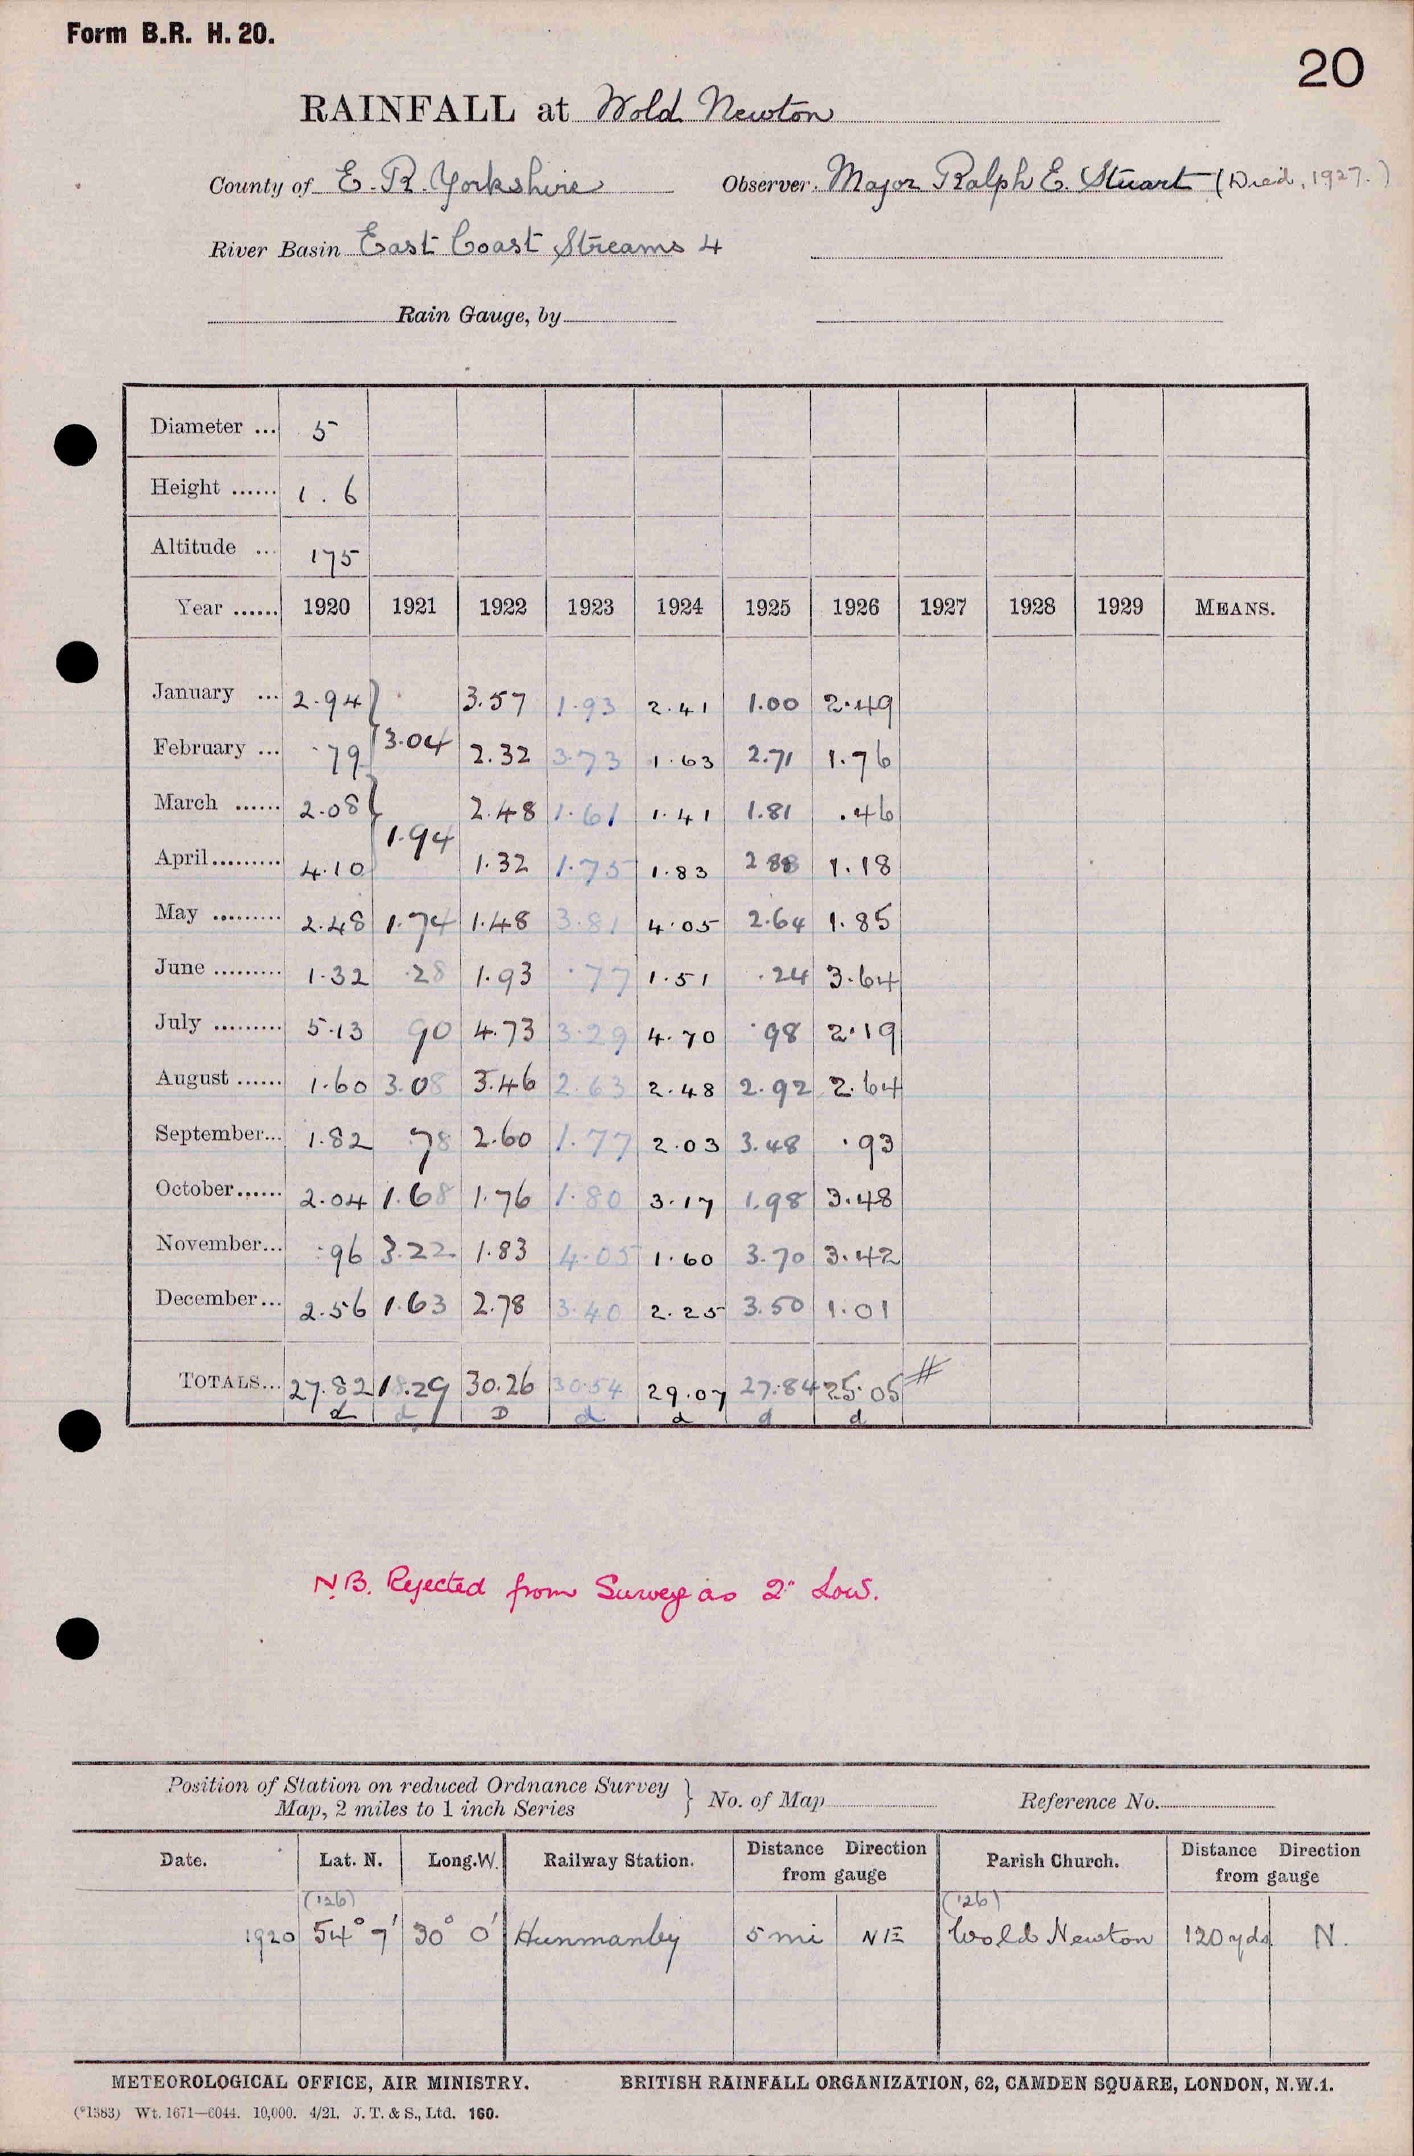 Form B.R. H. 20.
20
RAINFALL at Wold Newton
County of E. R. Yorkshire Observer. Major Ralph E. Stuart (Died, 1927.)
River Basin East Coast Streams 4
Rain Gauge, by
Diameter ... 5
Height ...... 1.6
Altitude ... 175
Year ...... 1920 1921 1922 1923 1924 1925 1926 1927 1928 1929 MEANS.
January ... 2.94 3.57 1.93 2.41 1.00 2.49
February ... .79 3.04 2.32 3.73 1.63 2.71 1.76
March ...... 2.08 2.48 1.61 1.41 1.81 .46
April......... 4.10 1.94 1.32 1.75 1.83 2.88 1.18
May ......... 2.48 1.74 1.48 3.81 4.05 2.64 1.85
June ......... 1.32 .28 1.93 .77 1.51 .24 3.64
July ......... 5.13 90 4.73 3.29 4.70 .98 2.19
August ...... 1.60 3.08 3.46 2.63 2.48 2.92 2.64
September... 1.82 78 2.60 1.77 2.03 3.48 .93
October...... 2.04 1.68 1.76 1.80 3.17 1.98 3.48
November... .96 3.22 1.83 4.05 1.60 3.70 3.42
December... 2.56 1.63 2.78 3.40 2.25 3.50 1.01
TOTALS... 27.82 18.29 30.26 30.54 29.07 27.84 25.05 #
d d D d d d d
N.B. Rejected from Survey as 2" Low.
Position of Station on reduced Ordnance Survey
Map, 2 miles to 1 inch Series } No. of Map Reference No.
Date. Lat. N. Long. W. Railway Station. Distance Direction from gauge Parish Church. Distance Direction from gauge
('26) ('26)
1920 54° 7' 30° 0' Hunmanby 5 mi NE Wold Newton 120 yds N.
METEOROLOGICAL OFFICE, AIR MINISTRY. BRITISH RAINFALL ORGANIZATION, 62, CAMDEN SQUARE, LONDON, N.W.1.
(*1383) Wt. 1671—6044. 10,000. 4/21. J. T. & S., Ltd. 160.